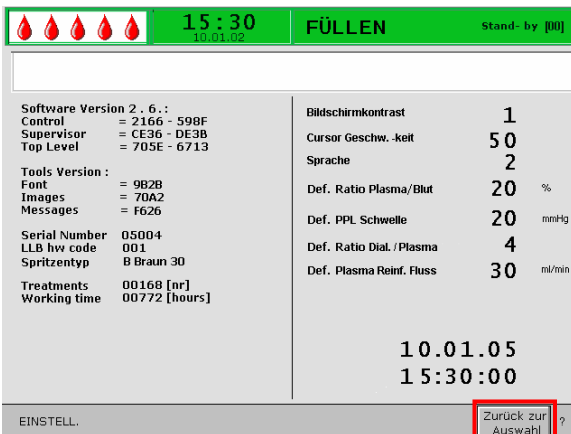 15:30
10.01.02
FÜLLEN
Stand- by [00]
Software Version 2 . 6 . :
Control = 2166 - 598F
Supervisor = CE36 - DE3B
Top Level = 705E - 6713
Tools Version :
Font = 9B2B
Images = 70A2
Messages = F626
Serial Number 05004
LLB hw code 001
Spritzentyp B Braun 30
Treatments 00168 [nr]
Working time 00772 [hours]
Bildschirmkontrast 1
Cursor Geschw. -keit 50
Sprache 2
Def. Ratio Plasma/Blut 20 %
Def. PPL Schwelle 20 mmHg
Def. Ratio Dial. / Plasma 4
Def. Plasma Reinf. Fluss 30 ml/min
10.01.05
15:30:00
EINSTELL.
Zurück zur
Auswahl
?